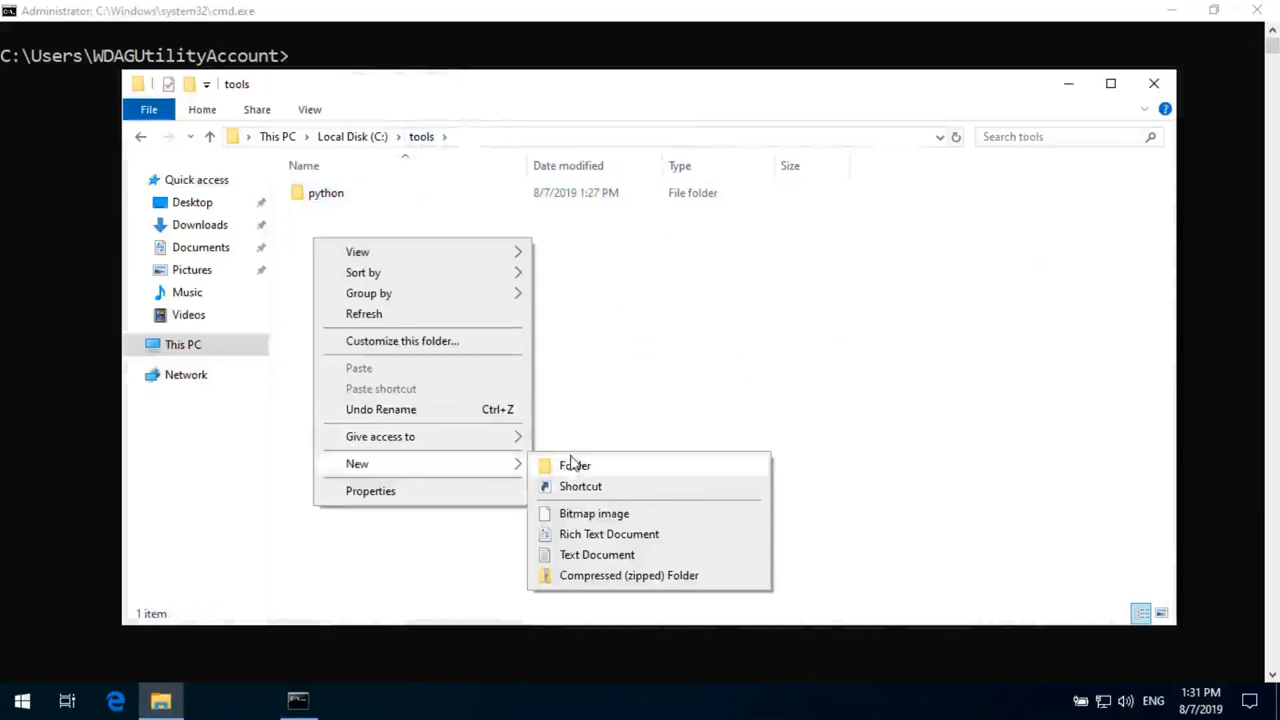 Administrator: C:\Windows\system32\cmd.exe
C:\Users\WDAGUtilityAccount>
tools
File Home Share View
This PC Local Disk (C:) tools
Search tools
Name Date modified Type Size
python 8/7/2019 1:27 PM File folder
Quick access
Desktop
Downloads
Documents
Pictures
Music
Videos
This PC
Network
View
Sort by
Group by
Refresh
Customize this folder...
Paste
Paste shortcut
Undo Rename Ctrl+Z
Give access to
New
Properties
Folder
Shortcut
Bitmap image
Rich Text Document
Text Document
Compressed (zipped) Folder
1 item
ENG
1:31 PM
8/7/2019